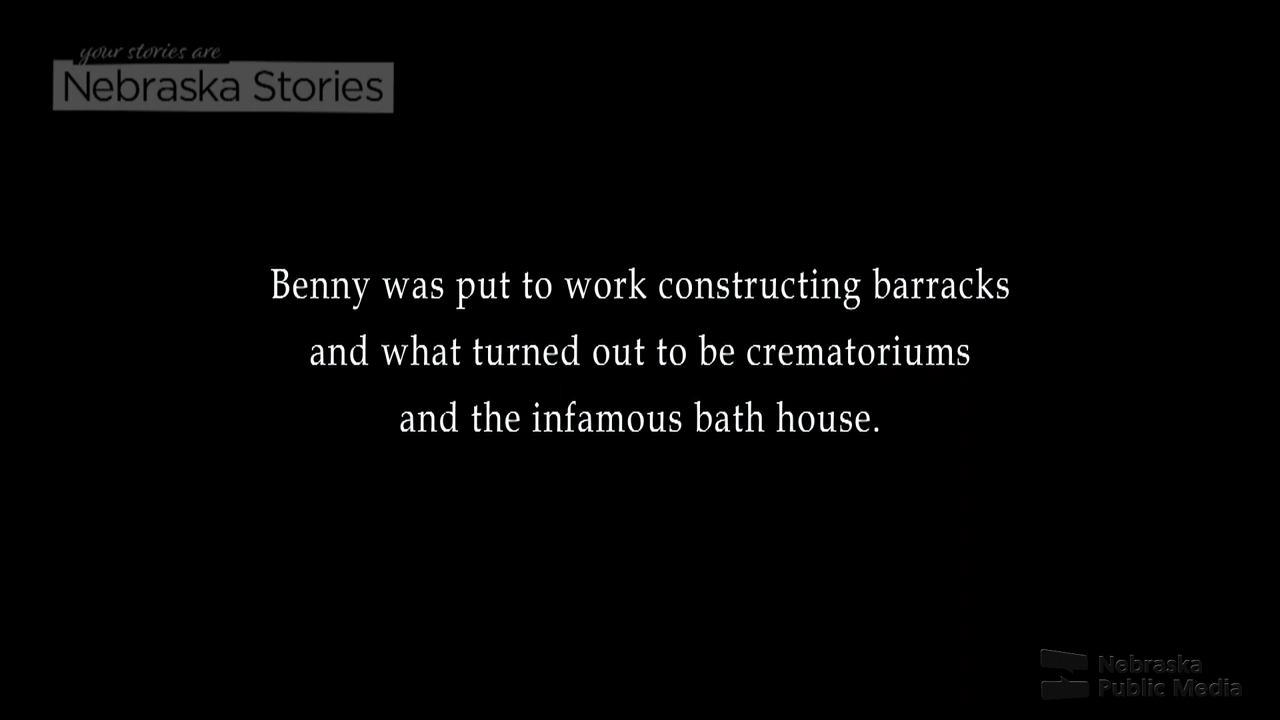 your stories are
Nebraska Stories
Benny was put to work constructing barracks
and what turned out to be crematoriums
and the infamous bath house.
Nebraska
Public Media